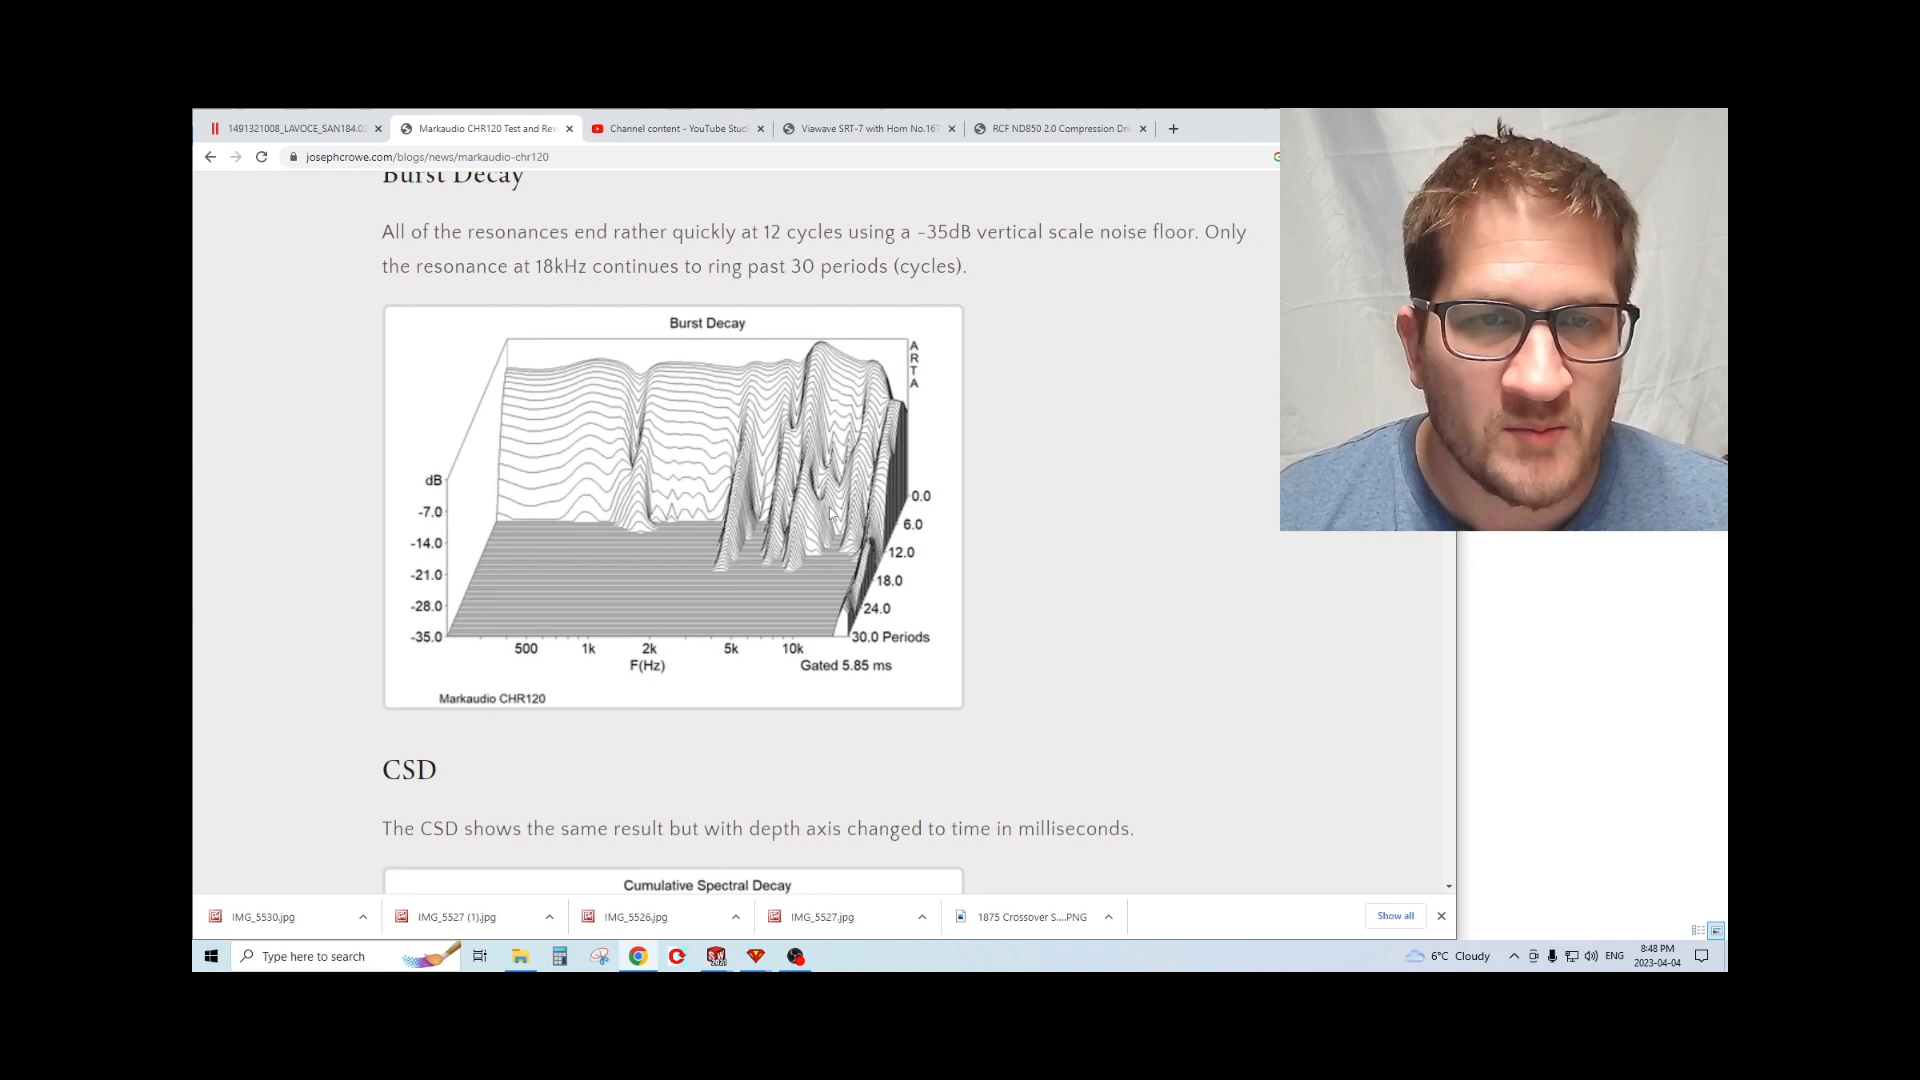 1491321008_LAVOCE_SAN184.0
Markaudio CHR120 Test and Rev
Channel content - YouTube Stud
Viawave SRT-7 with Horn No.167
RCF ND850 2.0 Compression Dri
josephcrowe.com/blogs/news/markaudio-chr120
Burst Decay
All of the resonances end rather quickly at 12 cycles using a -35dB vertical scale noise floor. Only
the resonance at 18kHz continues to ring past 30 periods (cycles).
Burst Decay
A
R
T
A
dB
-7.0
-14.0
-21.0
-28.0
-35.0
0.0
6.0
12.0
18.0
24.0
30.0 Periods
500 1k 2k 5k 10k
F(Hz)
Gated 5.85 ms
Markaudio CHR120
CSD
The CSD shows the same result but with depth axis changed to time in milliseconds.
Cumulative Spectral Decay
IMG_5530.jpg
IMG_5527 (1).jpg
IMG_5526.jpg
IMG_5527.jpg
1875 Crossover S....PNG
Show all
Type here to search
6°C Cloudy
ENG
8:48 PM
2023-04-04